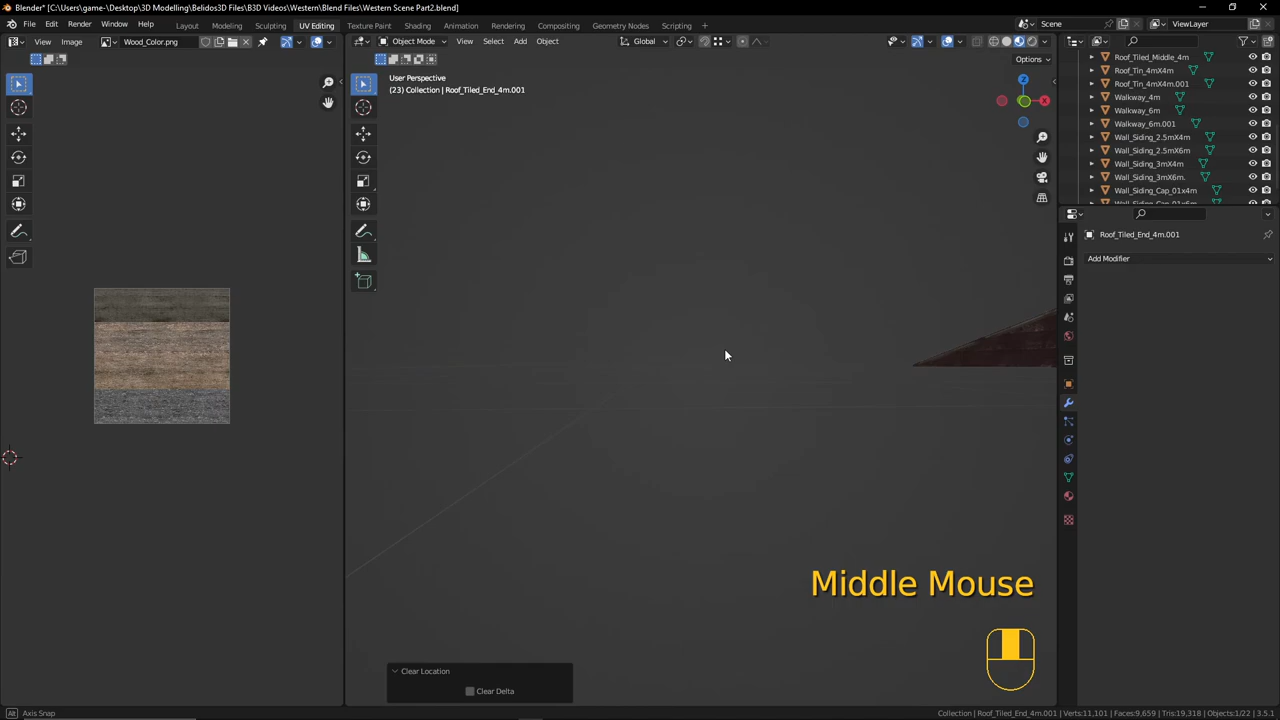 Blender* [C:\Users\game-\Desktop\3D Modelling\Belidos3D Files\B3D Videos\Western\Blend Files\Western Scene Part2.blend]
File Edit Render Window Help Layout Modeling Sculpting UV Editing Texture Paint Shading Animation Rendering Compositing Geometry Nodes Scripting + Scene ViewLayer
View Image Wood_Color.png Object Mode View Select Add Object Global
Options
User Perspective
(23) Collection | Roof_Tiled_End_4m.001
Z
X
Roof_Tiled_Middle_4m
Roof_Tin_4mX4m
Roof_Tin_4mX4m.001
Walkway_4m
Walkway_6m
Walkway_6m.001
Wall_Siding_2.5mX4m
Wall_Siding_2.5mX6m
Wall_Siding_3mX4m
Wall_Siding_3mX6m.
Wall_Siding_Cap_01x4m
Roof_Tiled_End_4m.001
Add Modifier
Middle Mouse
Clear Location
Clear Delta
Alt Axis Snap
Collection | Roof_Tiled_End_4m.001 Verts:11,101 | Faces:9,659 | Tris:19,318 | Objects:1/22 | 3.5.1